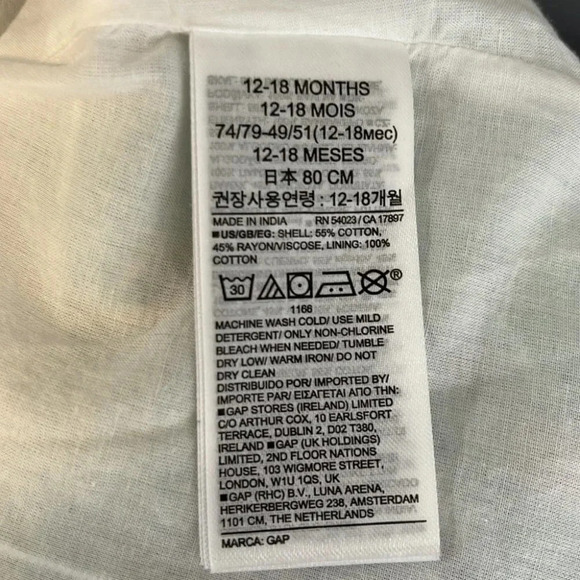 12-18 MONTHS
12-18 MOIS
74/79-49/51(12-18мес)
12-18 MESES
日本 80 CM
권장사용연령 : 12-18개월
MADE IN INDIA RN 54023 / CA 17897
■US/GB/EG: SHELL: 55% COTTON,
45% RAYON/VISCOSE, LINING: 100%
COTTON
30 ®
1166
MACHINE WASH COLD/ USE MILD
DETERGENT/ ONLY NON-CHLORINE
BLEACH WHEN NEEDED/ TUMBLE
DRY LOW/ WARM IRON/ DO NOT
DRY CLEAN
DISTRIBUIDO POR/ IMPORTED BY/
IMPORTE PAR/ ΕΙΣΑΓΕΤΑΙ ΑΠΟ ΤΗΝ:
■GAP STORES (IRELAND) LIMITED
C/O ARTHUR COX, 10 EARLSFORT
TERRACE, DUBLIN 2, D02 T380,
IRELAND ■GAP (UK HOLDINGS)
LIMITED, 2ND FLOOR NATIONS
HOUSE, 103 WIGMORE STREET,
LONDON, W1U 1QS, UK
■GAP (RHC) B.V., LUNA ARENA,
HERIKERBERGWEG 238, AMSTERDAM
1101 CM, THE NETHERLANDS
MARCA: GAP